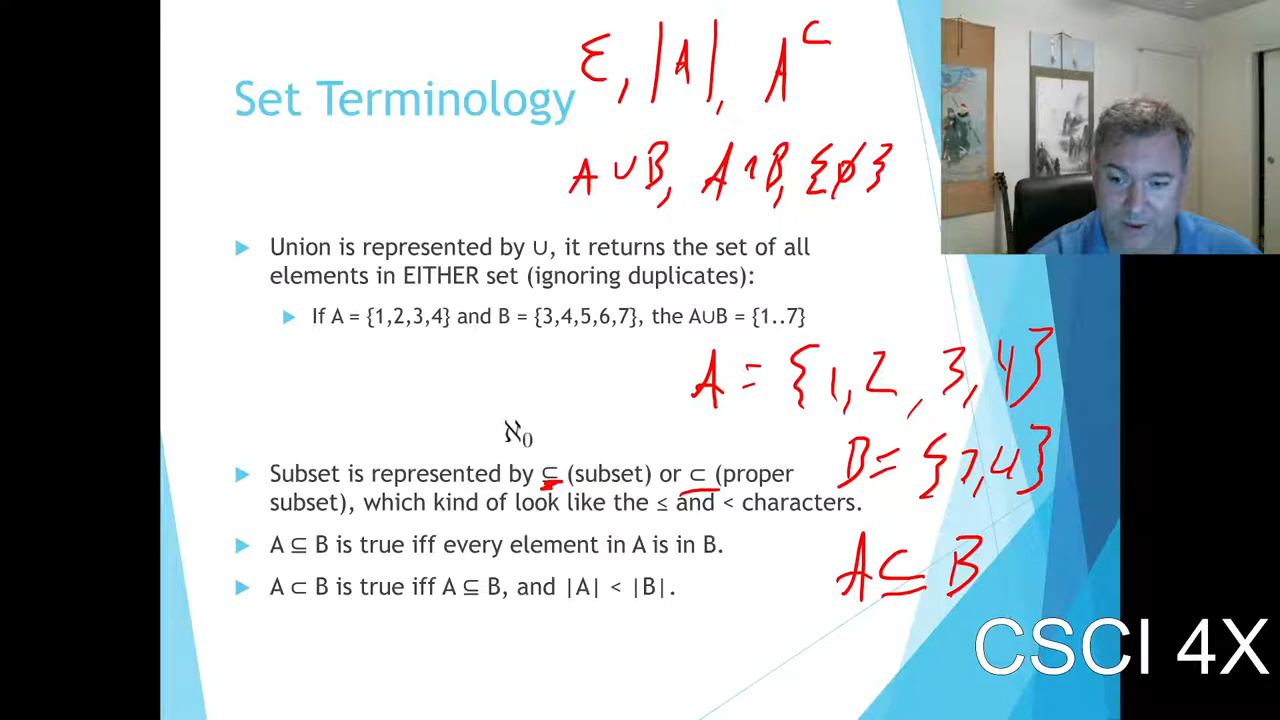 ε, |A|, Aᶜ
Set Terminology
A ∪ B, A ∩ B, {∅}
Union is represented by ∪, it returns the set of all
elements in EITHER set (ignoring duplicates):
If A = {1,2,3,4} and B = {3,4,5,6,7}, the A∪B = {1..7}
A = {1, 2, 3, 4}
ℵ₀
B = { ,4}
Subset is represented by ⊆ (subset) or ⊂ (proper
subset), which kind of look like the ≤ and < characters.
A ⊆ B is true iff every element in A is in B.
A ⊆ B
A ⊂ B is true iff A ⊆ B, and |A| < |B|.
CSCI 4X